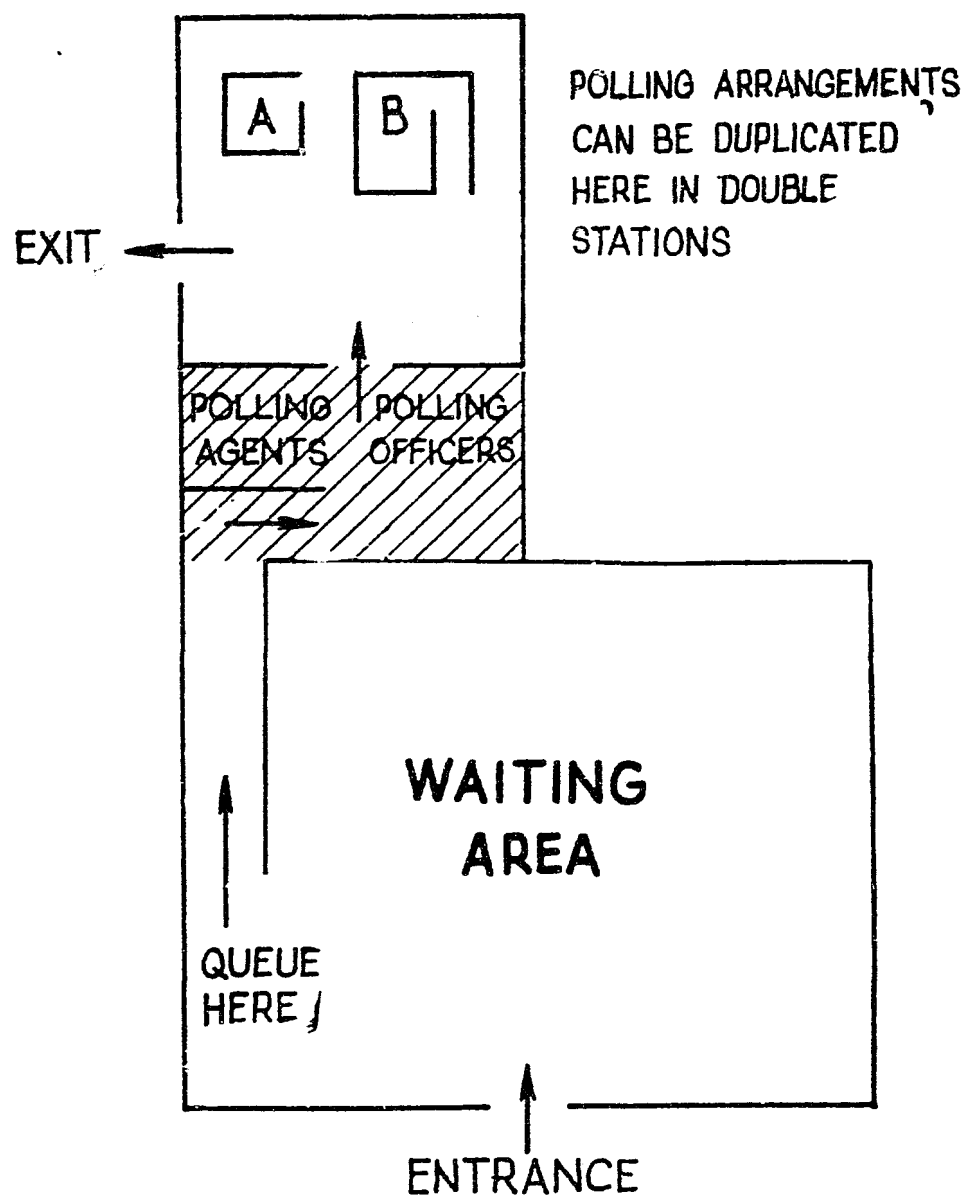 A
B
POLLING ARRANGEMENTS
CAN BE DUPLICATED
HERE IN DOUBLE
STATIONS
EXIT
POLLING
AGENTS
POLLING
OFFICERS
WAITING
AREA
QUEUE
HERE
ENTRANCE